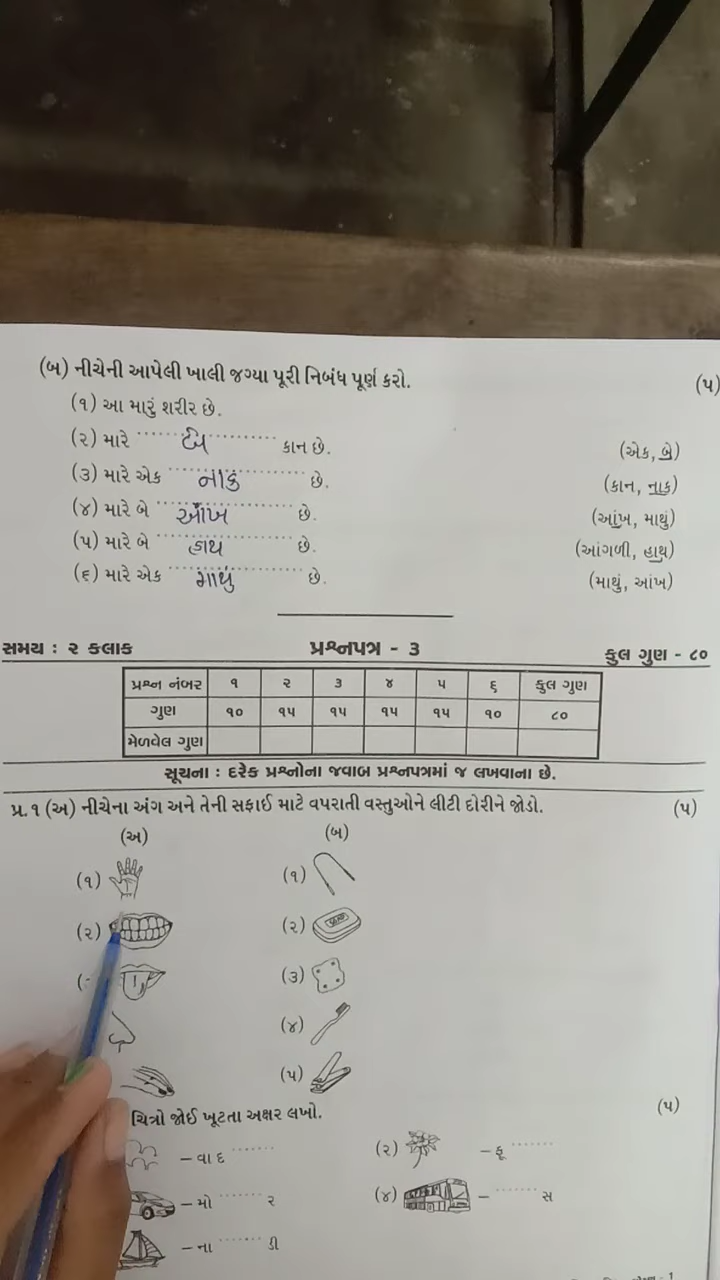 (બ) નીચેની આપેલી ખાલી જગ્યા પૂરી નિબંધ પૂર્ણ કરો. (૫)
(૧) આ મારું શરીર છે.
(૨) મારે ...... બે ...... કાન છે. (એક, બે)
(૩) મારે એક ...... નાક ...... છે. (કાન, નાક)
(૪) મારે બે ...... આંખ ...... છે. (આંખ, માથું)
(૫) મારે બે ...... હાથ ...... છે. (આંગળી, હાથ)
(૬) મારે એક ...... માથું ...... છે. (માથું, આંખ)
સમય : ૨ કલાક પ્રશ્નપત્ર - ૩ કુલ ગુણ - ૮૦
પ્રશ્ન નંબર ૧ ૨ ૩ ૪ ૫ ૬ કુલ ગુણ
ગુણ ૧૦ ૧૫ ૧૫ ૧૫ ૧૫ ૧૦ ૮૦
મેળવેલ ગુણ
સૂચના : દરેક પ્રશ્નોના જવાબ પ્રશ્નપત્રમાં જ લખવાના છે.
પ્ર.૧ (અ) નીચેના અંગ અને તેની સફાઈ માટે વપરાતી વસ્તુઓને લીટી દોરીને જોડો. (૫)
(અ) (બ)
(૧) (૧)
(૨) (૨) SOAP
(૩)
(૪)
(૫)
ચિત્રો જોઈ ખૂટતા અક્ષર લખો. (૫)
– વાદ ...... (૨) – ફૂ ......
– મો ...... ર (૪) – ...... સ
– ના ...... ડી